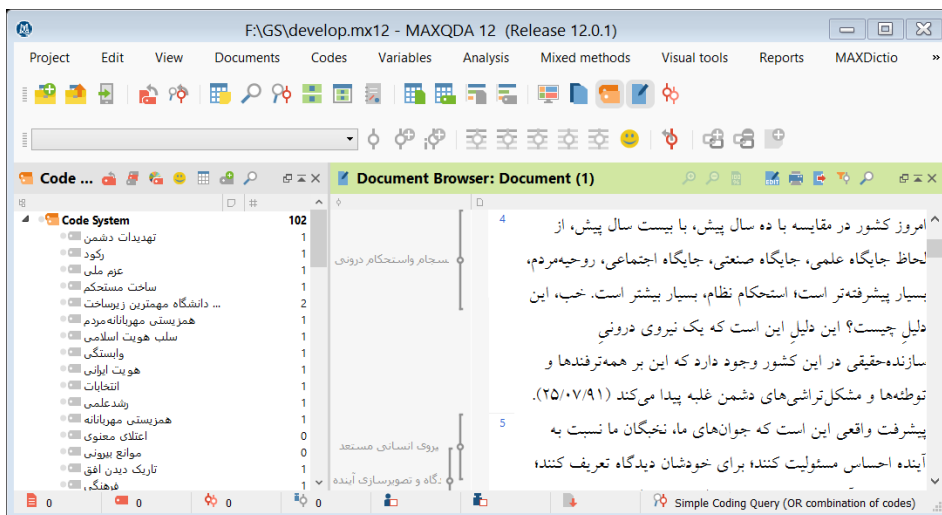 F:\GS\develop.mx12 - MAXQDA 12 (Release 12.0.1)
Project Edit View Documents Codes Variables Analysis Mixed methods Visual tools Reports MAXDictio »
Code ...
Document Browser: Document (1)
#
Code System 102
تهدیدات دشمن 1
رکود 1
عزم ملی 1
ساخت مستحکم 1
دانشگاه مهمترین زیرساخت ... 2
همزیستی مهربانانه‌مردم 1
سلب هویت اسلامی 1
وابستگی 1
هویت ایرانی 1
انتخابات 1
رشدعلمی 1
همزیستی مهربانانه 1
اعتلای معنوی 0
موانع بیرونی 0
تاریک دیدن افق 1
فرهنگی 1
سجام واستحکام درونی
یروی انسانی مستعد
دگاه و تصویرسازی آینده
4
امروز کشور در مقایسه با ده سال پیش، با بیست سال پیش، از
لحاظ جایگاه علمی، جایگاه صنعتی، جایگاه اجتماعی، روحیه‌مردم،
بسیار پیشرفته‌تر است؛ استحکام نظام، بسیار بیشتر است. خب، این
دلیلِ چیست؟ این دلیلِ این است که یک نیروی درونیِ
سازنده‌حقیقی در این کشور وجود دارد که این بر همه‌ترفندها و
توطئه‌ها و مشکل‌تراشی‌های دشمن غلبه پیدا می‌کند (۲۵/۰۷/۹۱).
5
پیشرفت واقعی این است که جوان‌های ما، نخبگان ما نسبت به
آینده احساس مسئولیت کنند؛ برای خودشان دیدگاه تعریف کنند؛
0 0 0 0 Simple Coding Query (OR combination of codes)